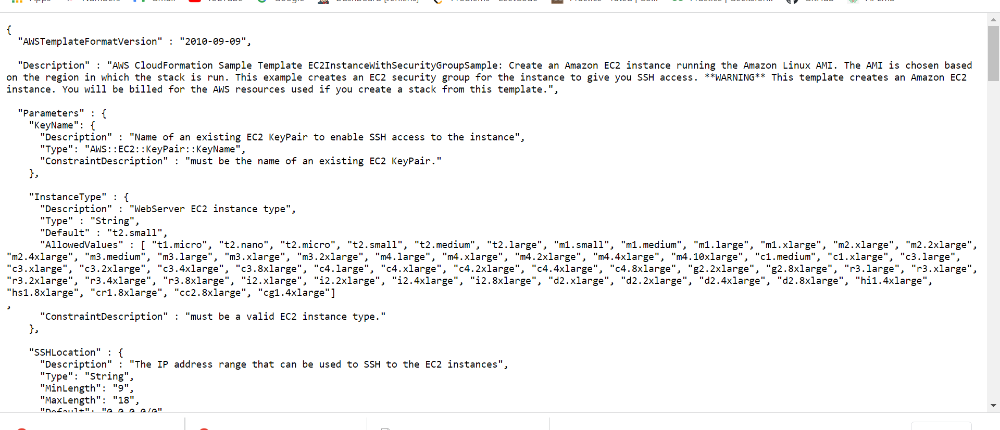 Apps Numbers Gmail YouTube Google Dashboard [Jenkins] Problems - LeetCode GitHub
{
"AWSTemplateFormatVersion" : "2010-09-09",
"Description" : "AWS CloudFormation Sample Template EC2InstanceWithSecurityGroupSample: Create an Amazon EC2 instance running the Amazon Linux AMI. The AMI is chosen based
on the region in which the stack is run. This example creates an EC2 security group for the instance to give you SSH access. **WARNING** This template creates an Amazon EC2
instance. You will be billed for the AWS resources used if you create a stack from this template.",
"Parameters" : {
"KeyName": {
"Description" : "Name of an existing EC2 KeyPair to enable SSH access to the instance",
"Type": "AWS::EC2::KeyPair::KeyName",
"ConstraintDescription" : "must be the name of an existing EC2 KeyPair."
},
"InstanceType" : {
"Description" : "WebServer EC2 instance type",
"Type" : "String",
"Default" : "t2.small",
"AllowedValues" : [ "t1.micro", "t2.nano", "t2.micro", "t2.small", "t2.medium", "t2.large", "m1.small", "m1.medium", "m1.large", "m1.xlarge", "m2.xlarge", "m2.2xlarge",
"m2.4xlarge", "m3.medium", "m3.large", "m3.xlarge", "m3.2xlarge", "m4.large", "m4.xlarge", "m4.2xlarge", "m4.4xlarge", "m4.10xlarge", "c1.medium", "c1.xlarge", "c3.large",
"c3.xlarge", "c3.2xlarge", "c3.4xlarge", "c3.8xlarge", "c4.large", "c4.xlarge", "c4.2xlarge", "c4.4xlarge", "c4.8xlarge", "g2.2xlarge", "g2.8xlarge", "r3.large", "r3.xlarge",
"r3.2xlarge", "r3.4xlarge", "r3.8xlarge", "i2.xlarge", "i2.2xlarge", "i2.4xlarge", "i2.8xlarge", "d2.xlarge", "d2.2xlarge", "d2.4xlarge", "d2.8xlarge", "hi1.4xlarge",
"hs1.8xlarge", "cr1.8xlarge", "cc2.8xlarge", "cg1.4xlarge"]
,
"ConstraintDescription" : "must be a valid EC2 instance type."
},
"SSHLocation" : {
"Description" : "The IP address range that can be used to SSH to the EC2 instances",
"Type": "String",
"MinLength": "9",
"MaxLength": "18",
"Default": "0.0.0.0/0"